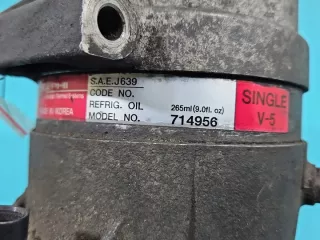 S.A.E. J639
CODE NO.
REFRIG. OIL 265ml (9.0fl. oz)
MODEL NO. 714956
SINGLE
V-5
IN KOREA